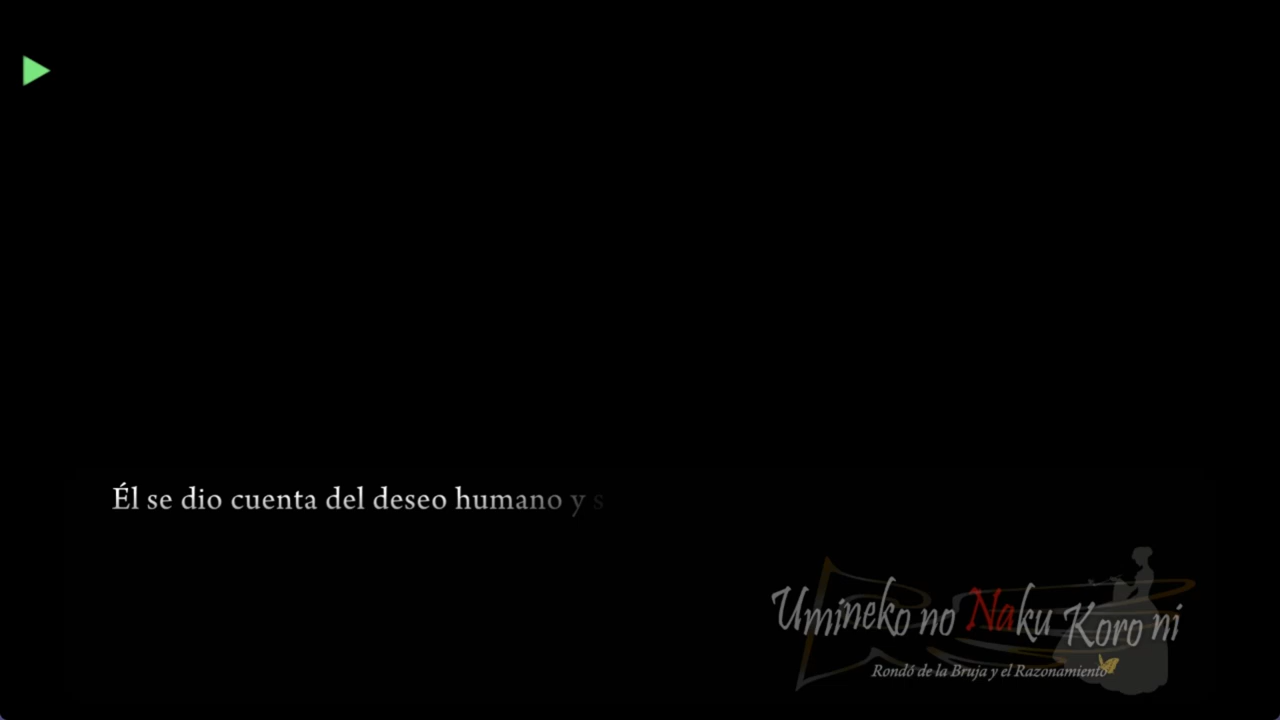 Él se dio cuenta del deseo humano y s
Umineko no Naku Koro ni
Rondó de la Bruja y el Razonamiento